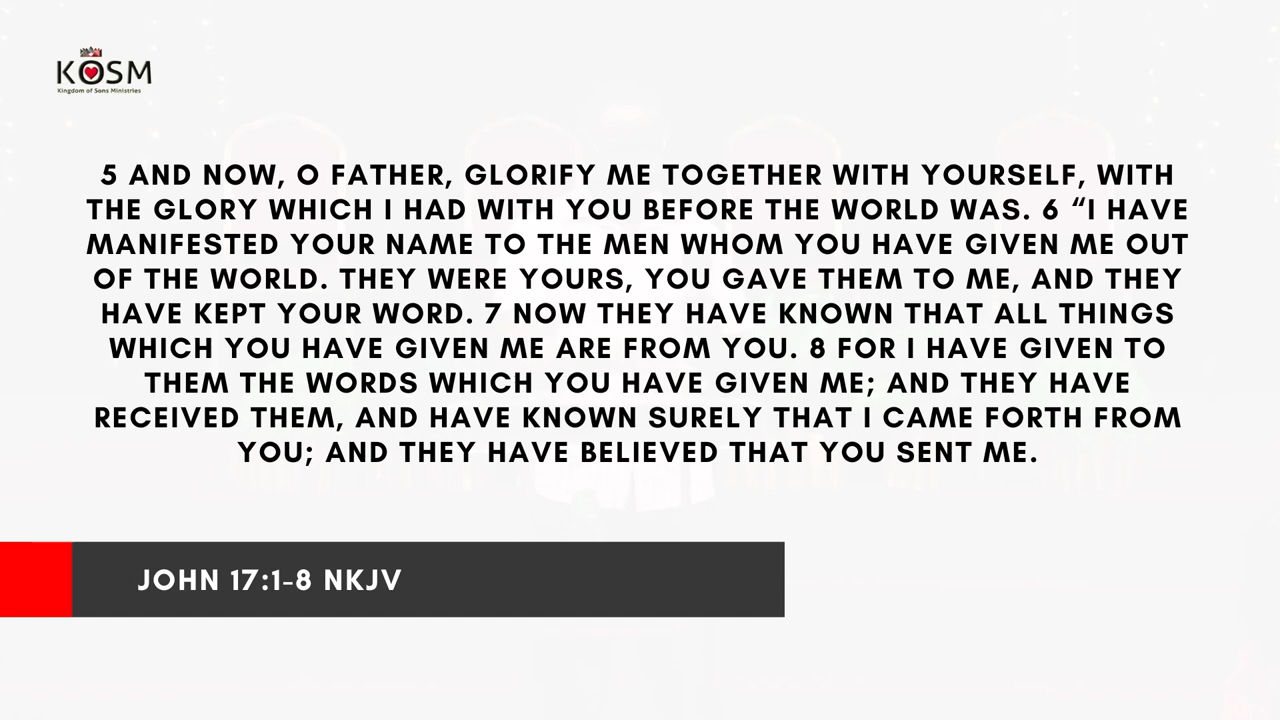 KOSM
Kingdom of Sons Ministries
5 AND NOW, O FATHER, GLORIFY ME TOGETHER WITH YOURSELF, WITH
THE GLORY WHICH I HAD WITH YOU BEFORE THE WORLD WAS. 6 “I HAVE
MANIFESTED YOUR NAME TO THE MEN WHOM YOU HAVE GIVEN ME OUT
OF THE WORLD. THEY WERE YOURS, YOU GAVE THEM TO ME, AND THEY
HAVE KEPT YOUR WORD. 7 NOW THEY HAVE KNOWN THAT ALL THINGS
WHICH YOU HAVE GIVEN ME ARE FROM YOU. 8 FOR I HAVE GIVEN TO
THEM THE WORDS WHICH YOU HAVE GIVEN ME; AND THEY HAVE
RECEIVED THEM, AND HAVE KNOWN SURELY THAT I CAME FORTH FROM
YOU; AND THEY HAVE BELIEVED THAT YOU SENT ME.
JOHN 17:1-8 NKJV